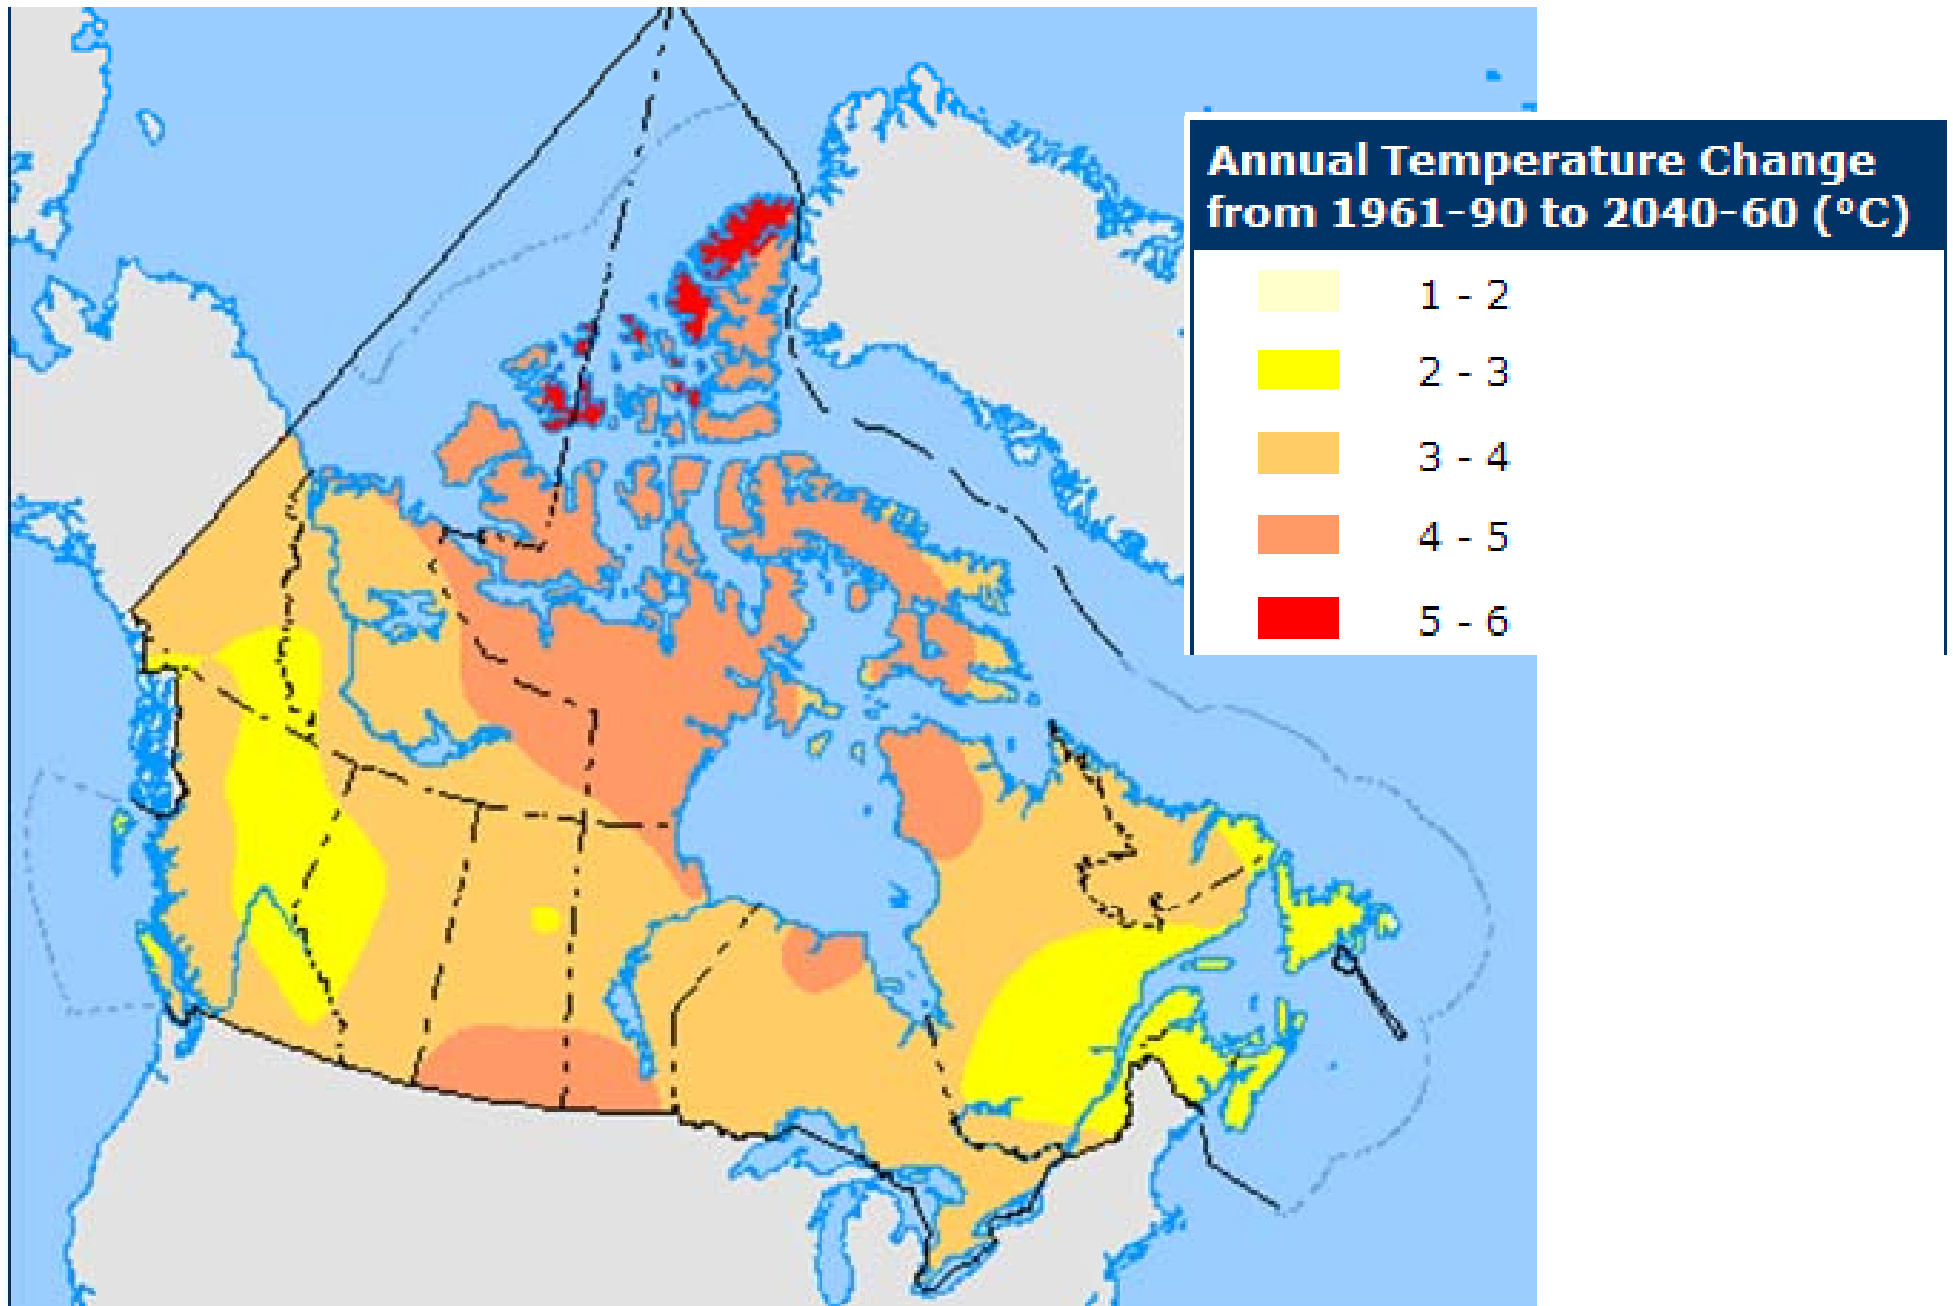 Annual Temperature Change
from 1961-90 to 2040-60 (°C)
1 - 2
2 - 3
3 - 4
4 - 5
5 - 6